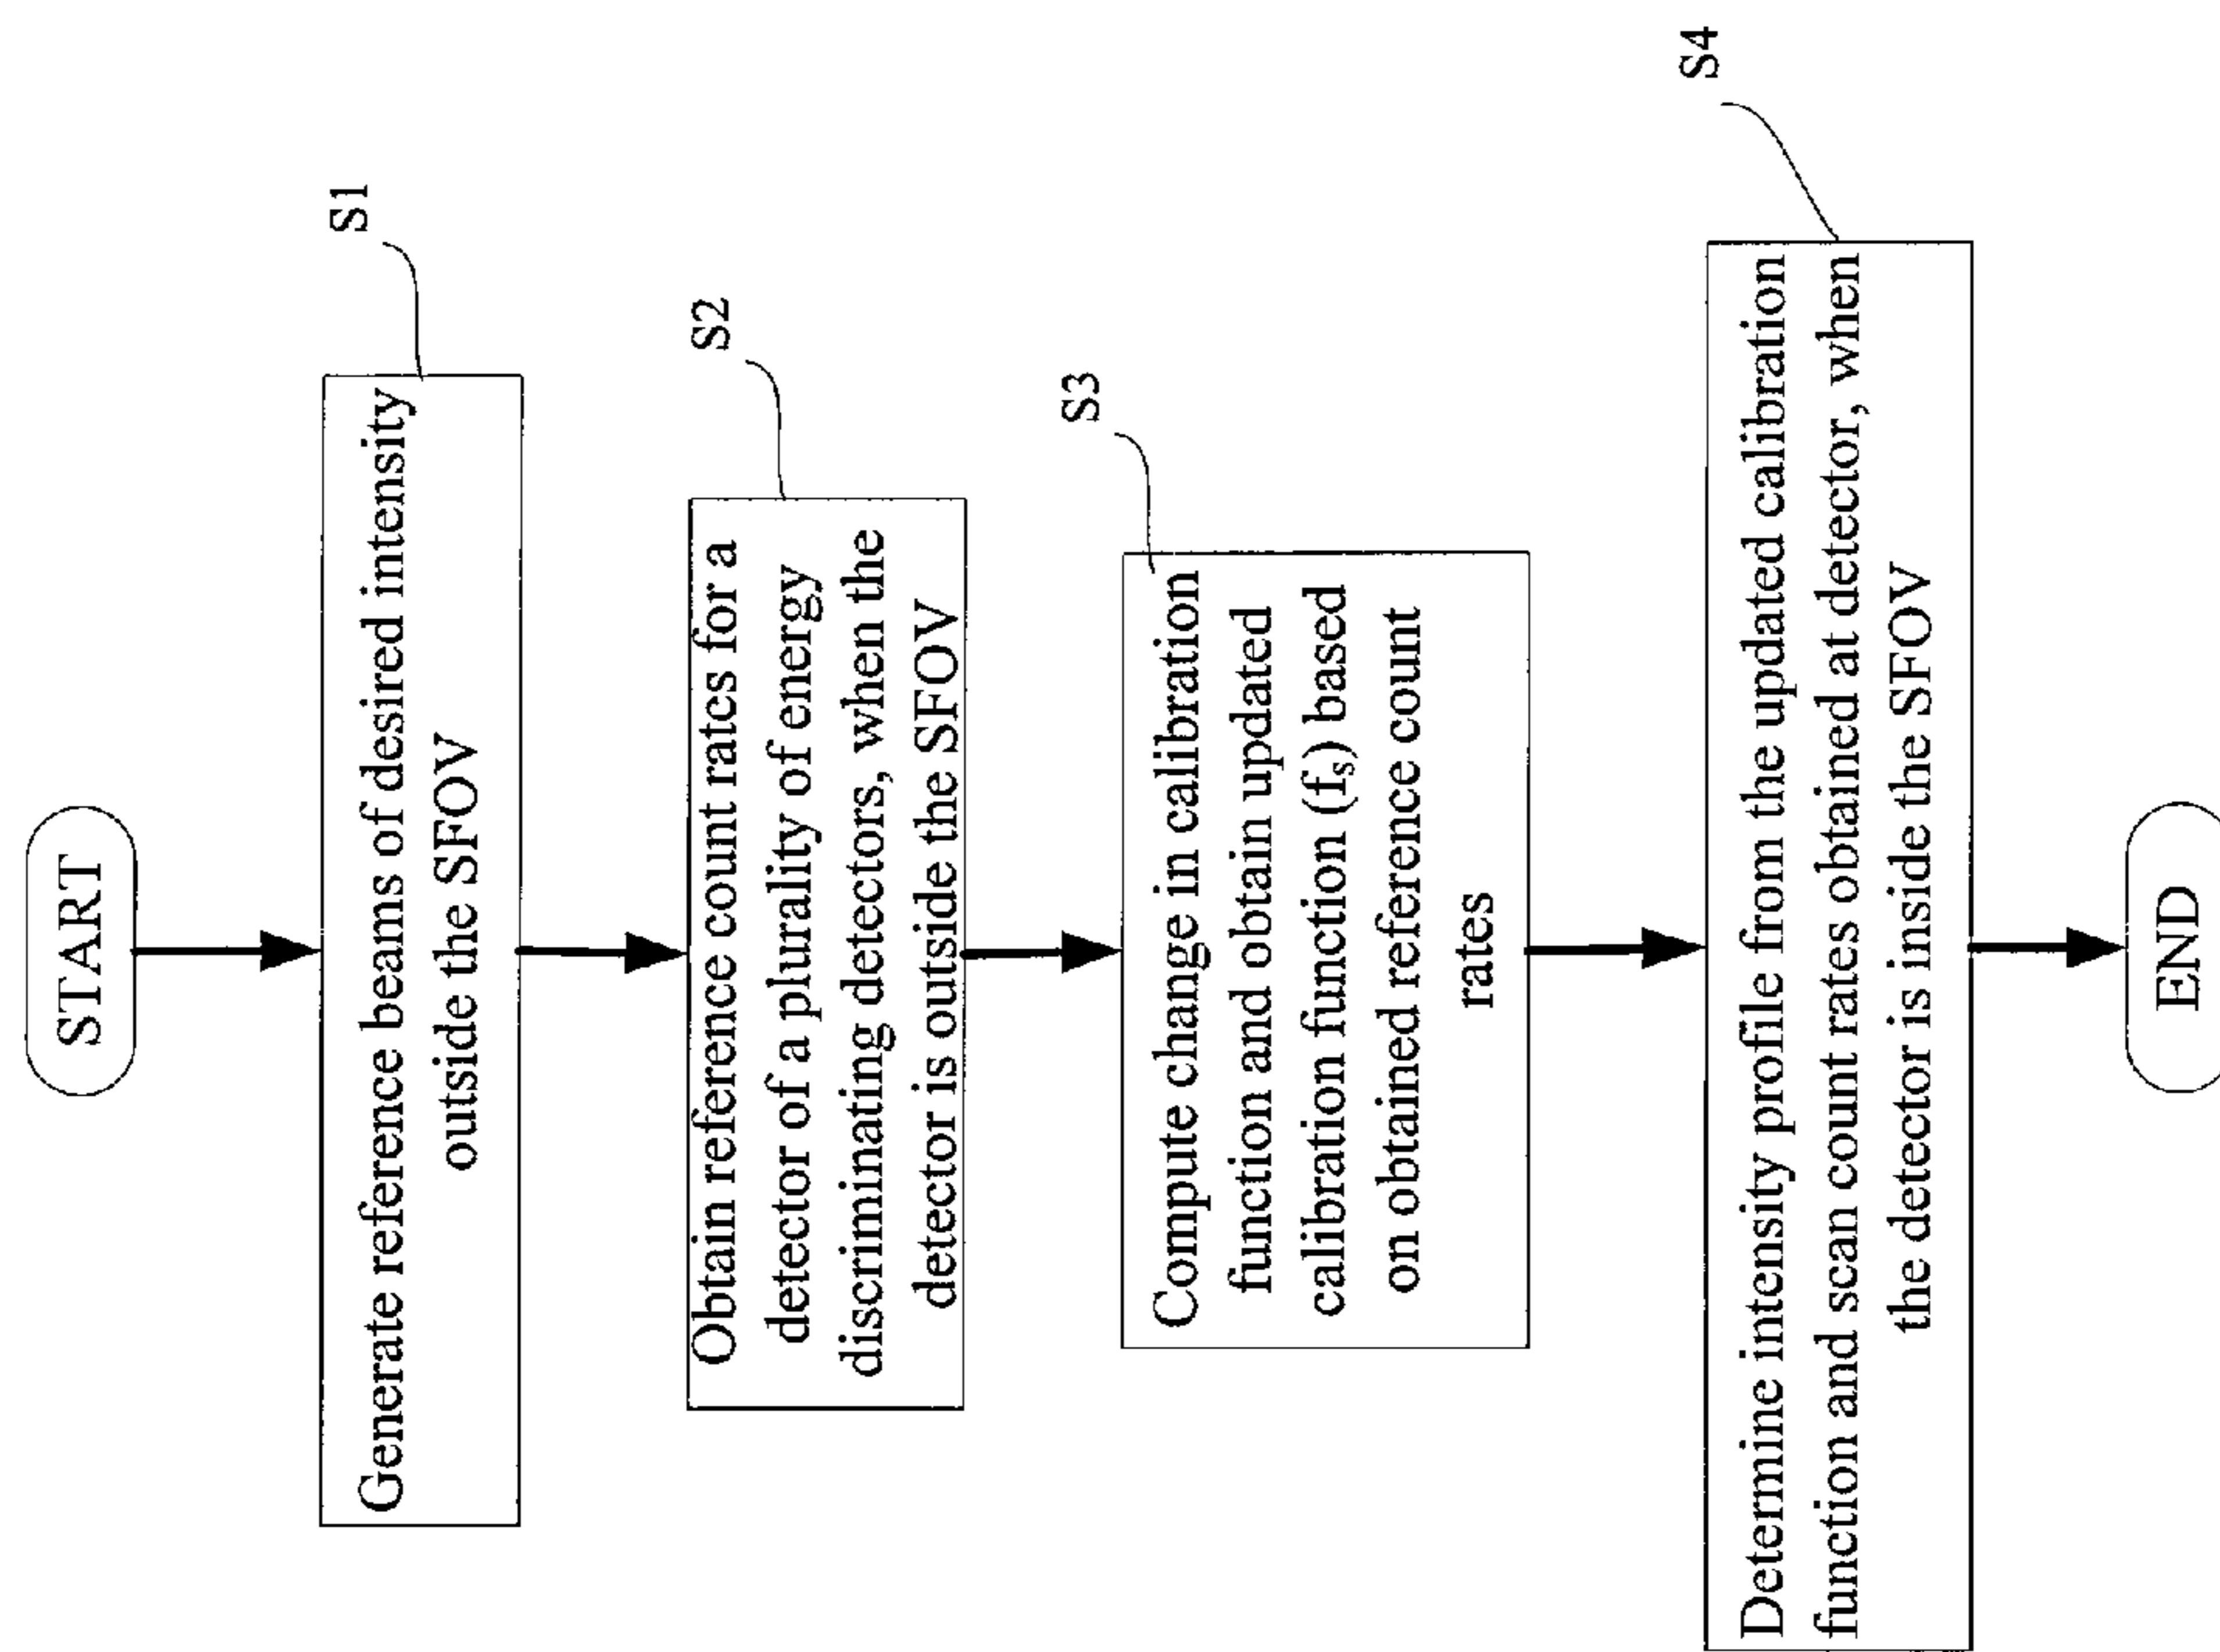 START
Generate reference beams of desired intensity
outside the SFOV
S1
Obtain reference count rates for a
detector of a plurality of energy
discriminating detectors, when the
detector is outside the SFOV
S2
Compute change in calibration
function and obtain updated
calibration function (fₛ) based
on obtained reference count
rates
S3
Determine intensity profile from the updated calibration
function and scan count rates obtained at detector, when
the detector is inside the SFOV
S4
END